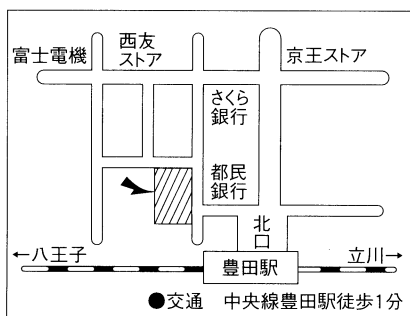 富士電機
西友
ストア
京王ストア
さくら
銀行
都民
銀行
北口
←八王子
豊田駅
立川→
●交通 中央線豊田駅徒歩1分